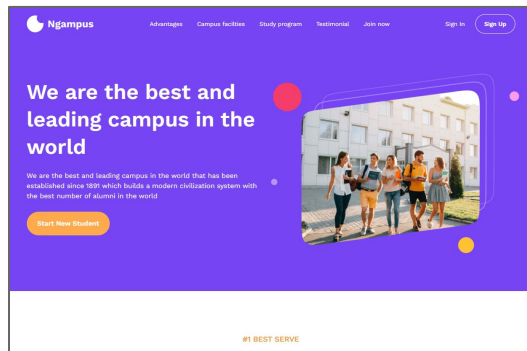 Ngampus
Advantages
Campus facilties
Study program
Testimonial
Join now
Sign In
Sign Up
We are the best and
leading campus in the
world
We are the best and leading campus in the world that has been
established since 1891 which builds a modern civilization system with
the best number of alumni in the world
Start New Student
#1 BEST SERVE